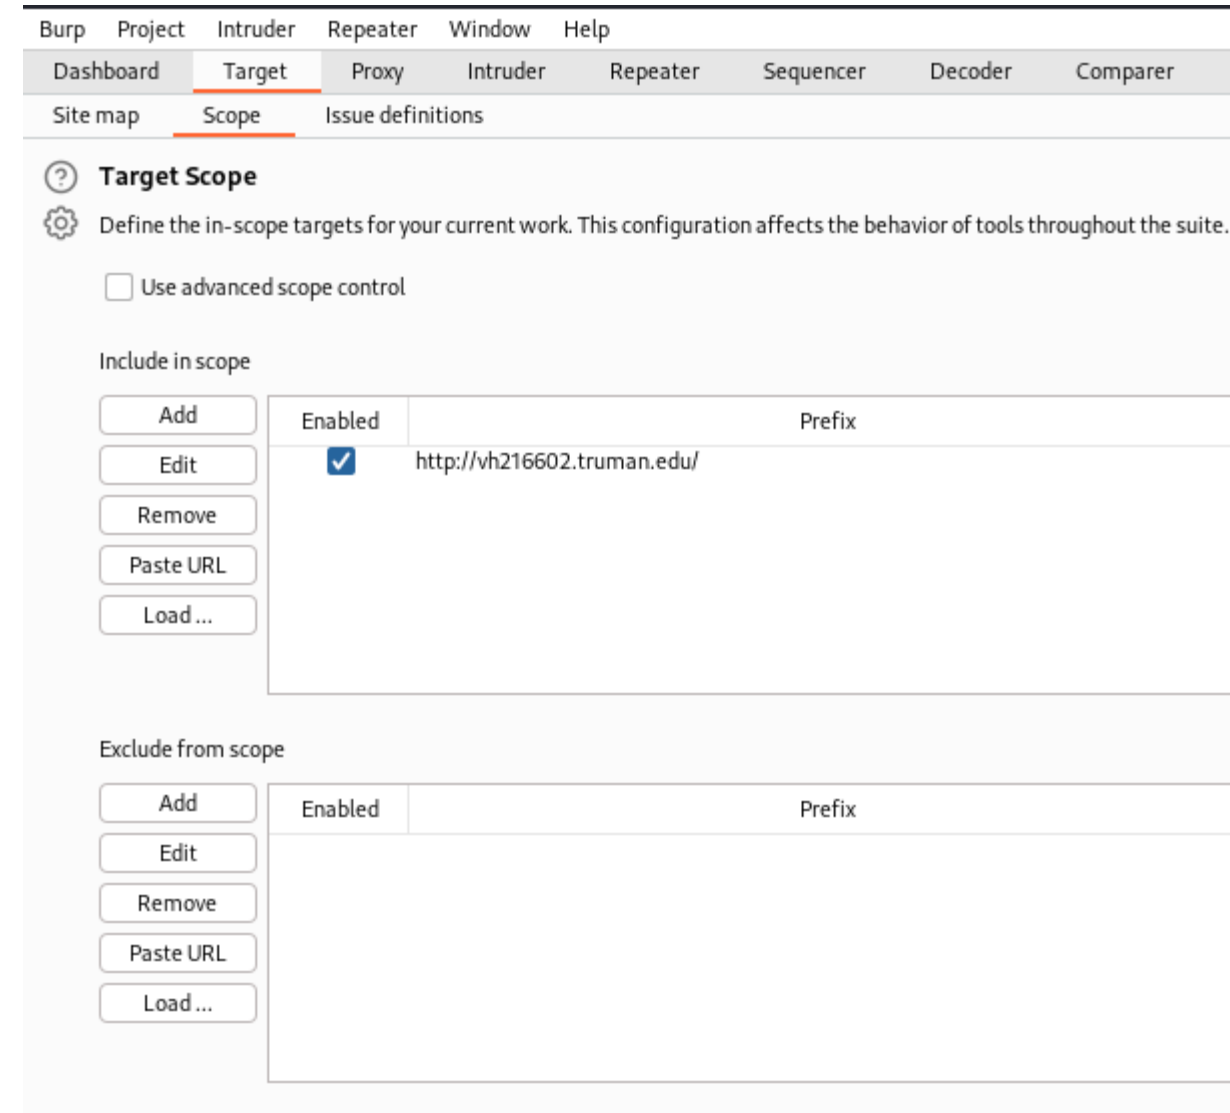 Burp Project Intruder Repeater Window Help
Dashboard Target Proxy Intruder Repeater Sequencer Decoder Comparer
Site map Scope Issue definitions
? Target Scope
Define the in-scope targets for your current work. This configuration affects the behavior of tools throughout the suite.
Use advanced scope control
Include in scope
Add
Edit
Remove
Paste URL
Load ...
Enabled Prefix
http://vh216602.truman.edu/
Exclude from scope
Add
Edit
Remove
Paste URL
Load ...
Enabled Prefix